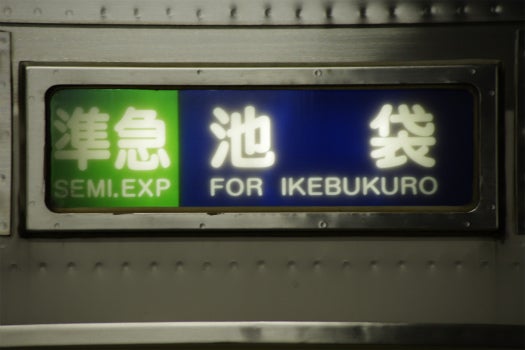 準急 池袋
SEMI.EXP FOR IKEBUKURO